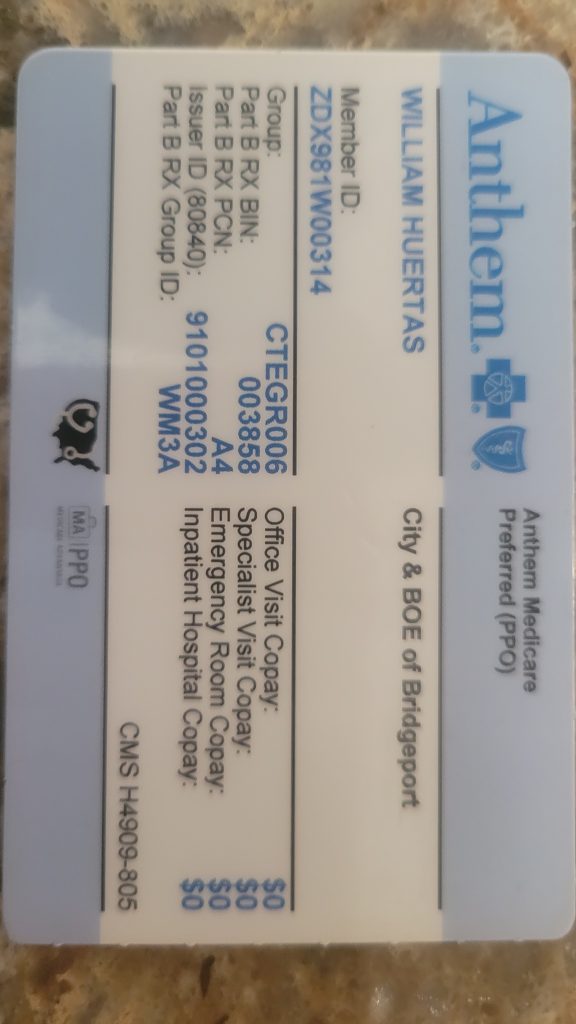 Anthem.
Anthem Medicare
Preferred (PPO)
WILLIAM HUERTAS
City & BOE of Bridgeport
Member ID:
ZDX981W00314
Group: CTEGR006
Part B RX BIN: 003858
Part B RX PCN: A4
Issuer ID (80840): 9101000302
Part B RX Group ID: WM3A
Office Visit Copay: $0
Specialist Visit Copay: $0
Emergency Room Copay: $0
Inpatient Hospital Copay: $0
CMS H4909-805
MA PPO
MEDICARE ADVANTAGE